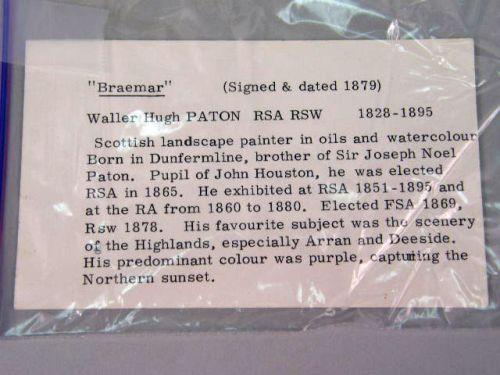 "Braemar" (Signed & dated 1879)
Waller Hugh PATON RSA RSW 1828-1895
Scottish landscape painter in oils and watercolour
Born in Dunfermline, brother of Sir Joseph Noel
Paton. Pupil of John Houston, he was elected
RSA in 1865. He exhibited at RSA 1851-1895 and
at the RA from 1860 to 1880. Elected FSA 1869,
Rsw 1878. His favourite subject was the scenery
of the Highlands, especially Arran and Deeside.
His predominant colour was purple, capturing the
Northern sunset.